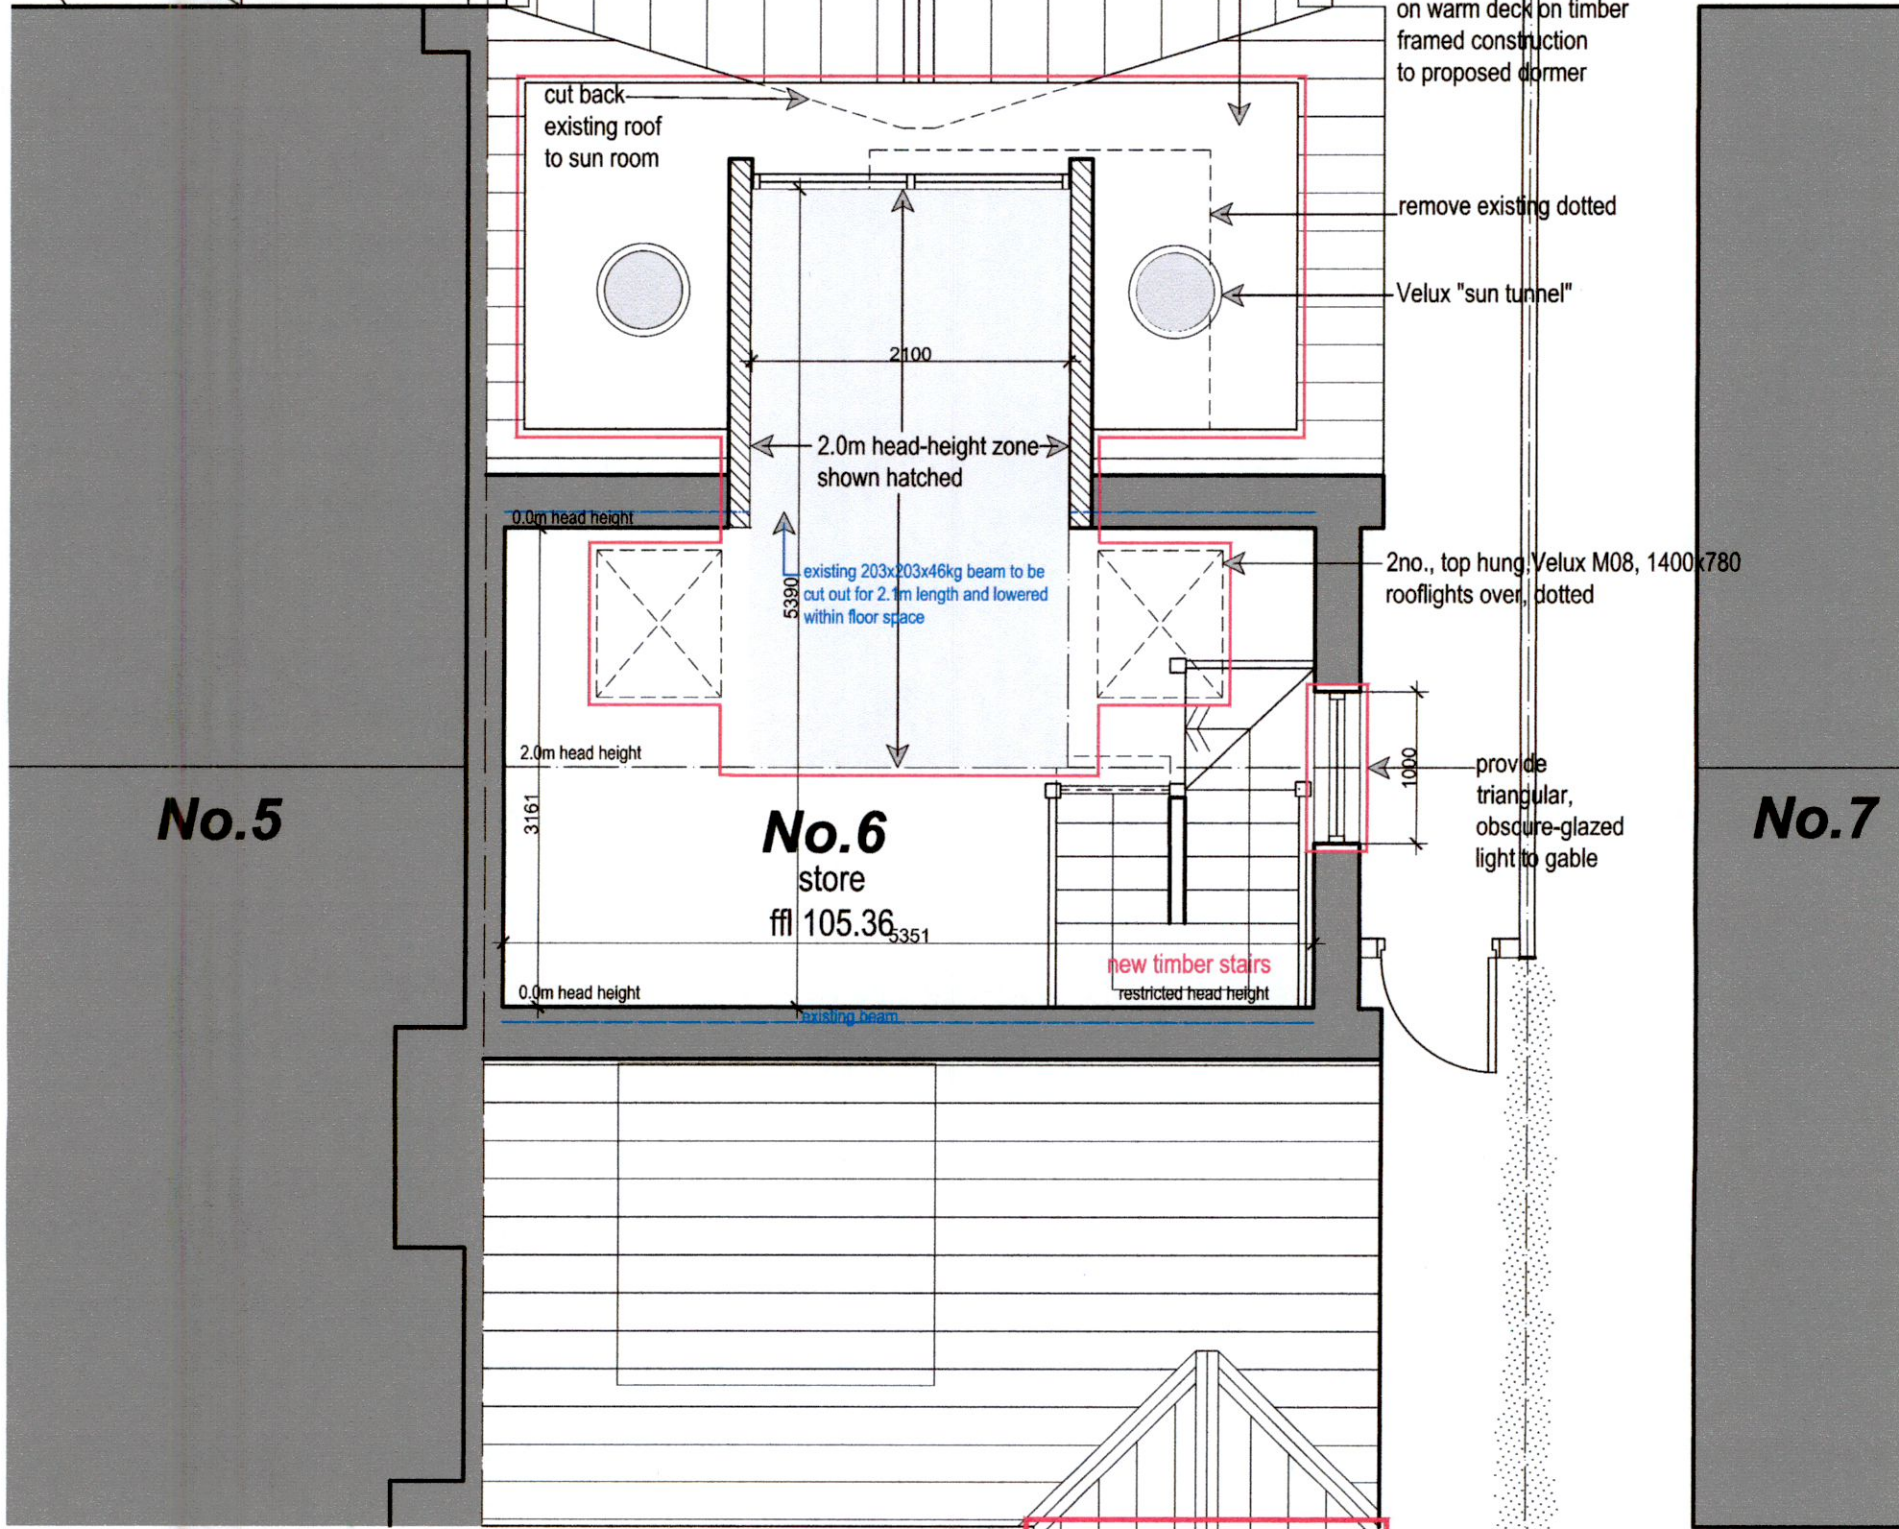 on warm deck on timber
framed construction
to proposed dormer
cut back
existing roof
to sun room
remove existing dotted
Velux "sun tunnel"
2100
2.0m head-height zone
shown hatched
0.0m head height
existing 203x203x46kg beam to be
cut out for 2.1m length and lowered
within floor space
5390
2no., top hung, Velux M08, 1400x780
rooflights over, dotted
2.0m head height
3161
1000
provide
triangular,
obscure-glazed
light to gable
No.5
No.6
store
ffl 105.36
5351
No.7
new timber stairs
restricted head height
0.0m head height
existing beam